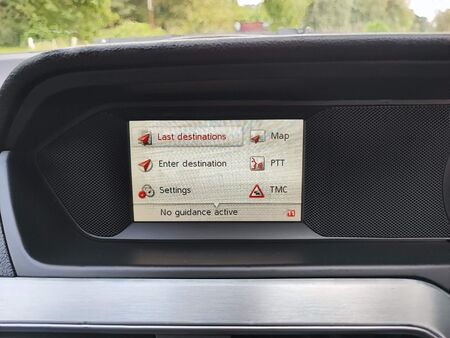 Last destinations Map
Enter destination PTT
Settings TMC
No guidance active